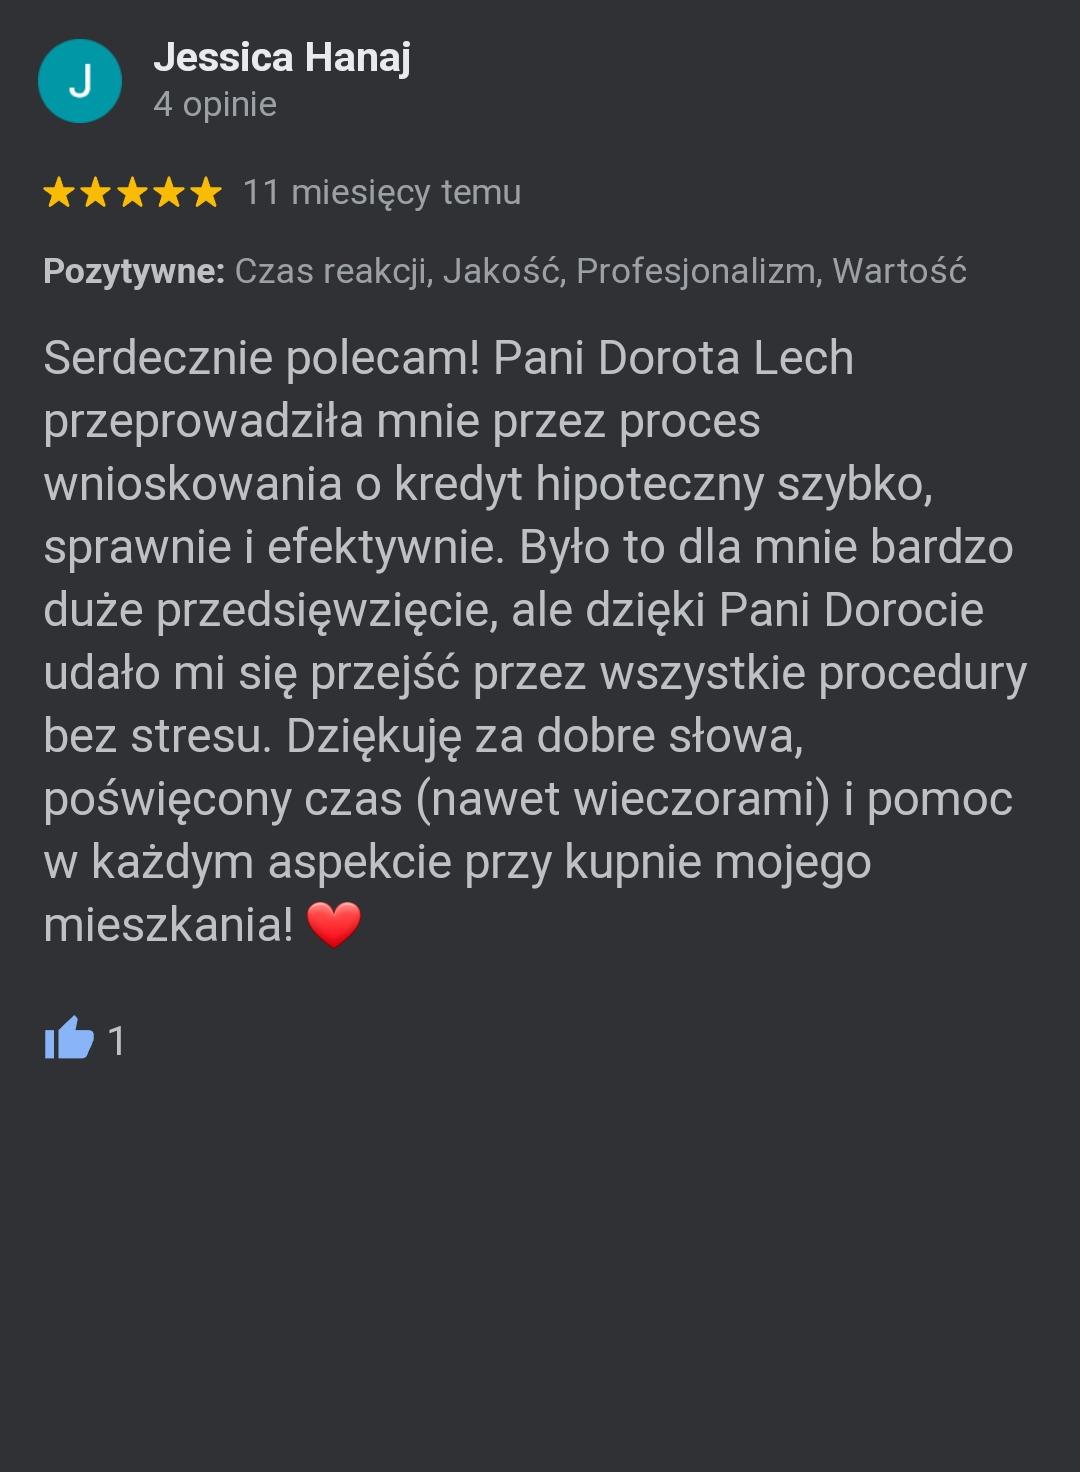 J
Jessica Hanaj
4 opinie
11 miesięcy temu
Pozytywne: Czas reakcji, Jakość, Profesjonalizm, Wartość
Serdecznie polecam! Pani Dorota Lech
przeprowadziła mnie przez proces
wnioskowania o kredyt hipoteczny szybko,
sprawnie i efektywnie. Było to dla mnie bardzo
duże przedsięwzięcie, ale dzięki Pani Dorocie
udało mi się przejść przez wszystkie procedury
bez stresu. Dziękuję za dobre słowa,
poświęcony czas (nawet wieczorami) i pomoc
w każdym aspekcie przy kupnie mojego
mieszkania! ❤️
1